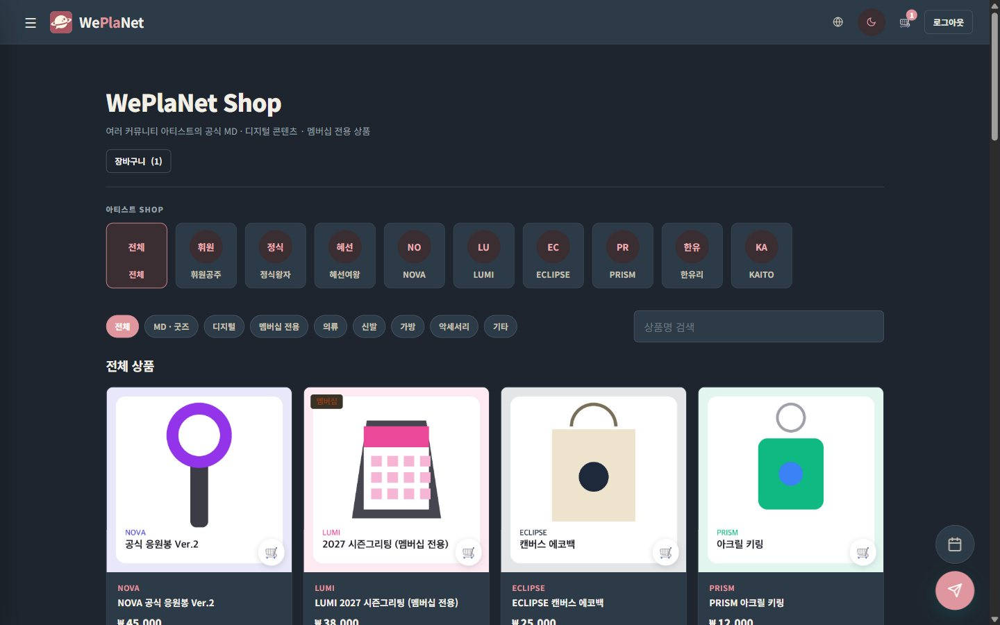 WePlaNet
1
로그아웃
WePlaNet Shop
여러 커뮤니티 아티스트의 공식 MD · 디지털 콘텐츠 · 멤버십 전용 상품
장바구니 (1)
아티스트 SHOP
전체 휘원 정식 혜선 NO LU EC PR 한유 KA
전체 휘원공주 정식왕자 혜선여왕 NOVA LUMI ECLIPSE PRISM 한유리 KAITO
전체 MD · 굿즈 디지털 멤버십 전용 의류 신발 가방 악세서리 기타
상품명 검색
전체 상품
멤버십
NOVA
공식 응원봉 Ver.2
LUMI
2027 시즌그리팅 (멤버십 전용)
ECLIPSE
캔버스 에코백
PRISM
아크릴 키링
NOVA
NOVA 공식 응원봉 Ver.2
₩45,000
LUMI
LUMI 2027 시즌그리팅 (멤버십 전용)
₩38,000
ECLIPSE
ECLIPSE 캔버스 에코백
₩25,000
PRISM
PRISM 아크릴 키링
₩12,000